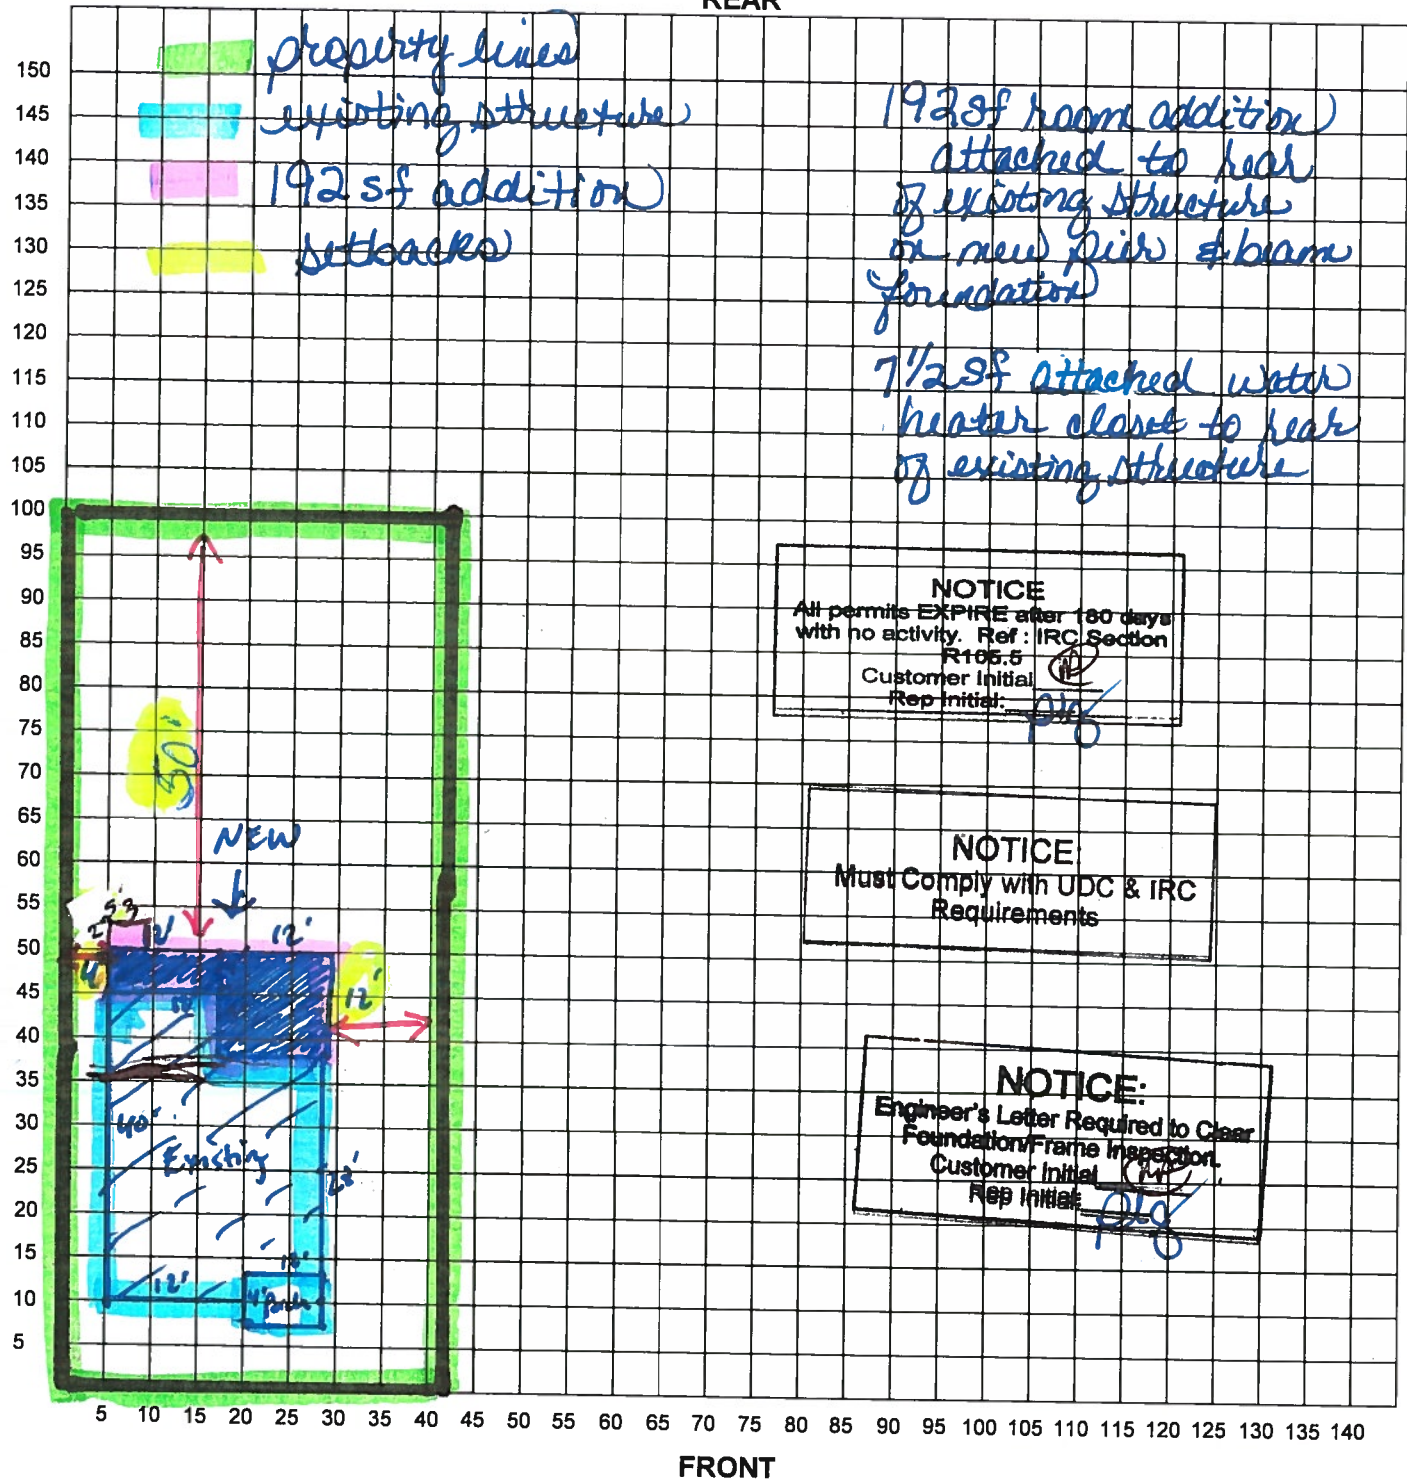 REAR
property lines
existing structure
192 sf addition
setbacks
192sf room addition
attached to rear
of existing structure
on new pier & beam
foundation
7 1/2 sf attached water
heater closet to rear
of existing structure
150
145
140
135
130
125
120
115
110
105
100
95
90
85
80
75
70
65
60
55
50
45
40
35
30
25
20
15
10
5
NOTICE
All permits EXPIRE after 180 days
with no activity. Ref : IRC Section
R105.5
Customer Initial
Rep Initial: plg
NOTICE:
Must Comply with UDC & IRC
Requirements
NOTICE:
Engineer's Letter Required to Clear
Foundation/Frame Inspection.
Customer Initial
Rep Initial: plg
50'
NEW
12' 12'
4'
12'
40'
Existing
12'
4' Porch
5 10 15 20 25 30 35 40 45 50 55 60 65 70 75 80 85 90 95 100 105 110 115 120 125 130 135 140
FRONT